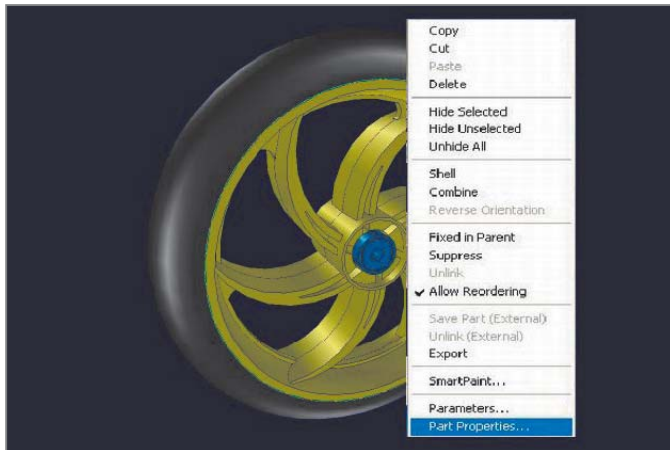 Copy
Cut
Paste
Delete
Hide Selected
Hide Unselected
Unhide All
Shell
Combine
Reverse Orientation
Fixed in Parent
Suppress
Unlink
Allow Reordering
Save Part (External)
Unlink (External)
Export
SmartPaint...
Parameters...
Part Properties...